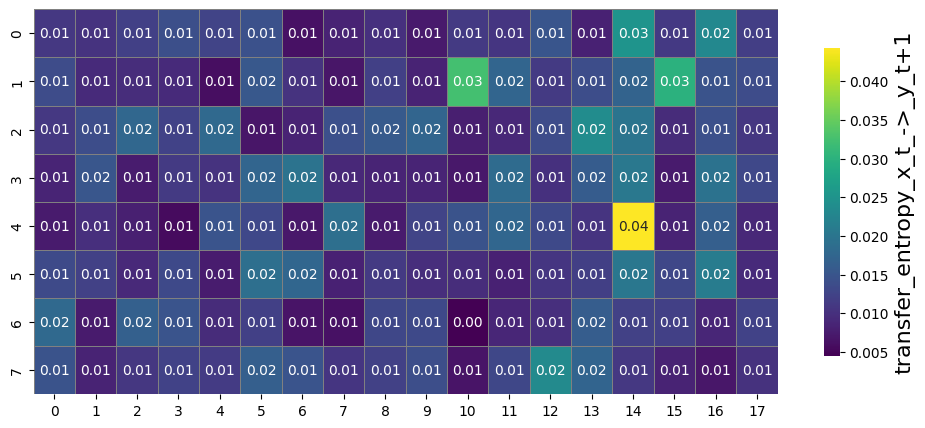 0 0.01 0.01 0.01 0.01 0.01 0.01 0.01 0.01 0.01 0.01 0.01 0.01 0.01 0.01 0.03 0.01 0.02 0.01
1 0.01 0.01 0.01 0.01 0.01 0.02 0.01 0.01 0.01 0.01 0.03 0.02 0.01 0.01 0.02 0.03 0.01 0.01
2 0.01 0.01 0.02 0.01 0.02 0.01 0.01 0.01 0.02 0.02 0.01 0.01 0.01 0.02 0.02 0.01 0.01 0.01
3 0.01 0.02 0.01 0.01 0.01 0.02 0.02 0.01 0.01 0.01 0.01 0.02 0.01 0.02 0.02 0.01 0.02 0.01
4 0.01 0.01 0.01 0.01 0.01 0.01 0.01 0.02 0.01 0.01 0.01 0.02 0.01 0.01 0.04 0.01 0.02 0.01
5 0.01 0.01 0.01 0.01 0.01 0.02 0.02 0.01 0.01 0.01 0.01 0.01 0.01 0.01 0.02 0.01 0.02 0.01
6 0.02 0.01 0.02 0.01 0.01 0.01 0.01 0.01 0.01 0.01 0.00 0.01 0.01 0.02 0.01 0.01 0.01 0.01
7 0.01 0.01 0.01 0.01 0.01 0.02 0.01 0.01 0.01 0.01 0.01 0.01 0.02 0.02 0.01 0.01 0.01 0.01
0 1 2 3 4 5 6 7 8 9 10 11 12 13 14 15 16 17
0.040
0.035
0.030
0.025
0.020
0.015
0.010
0.005
transfer_entropy_x_t_->_y_t+1